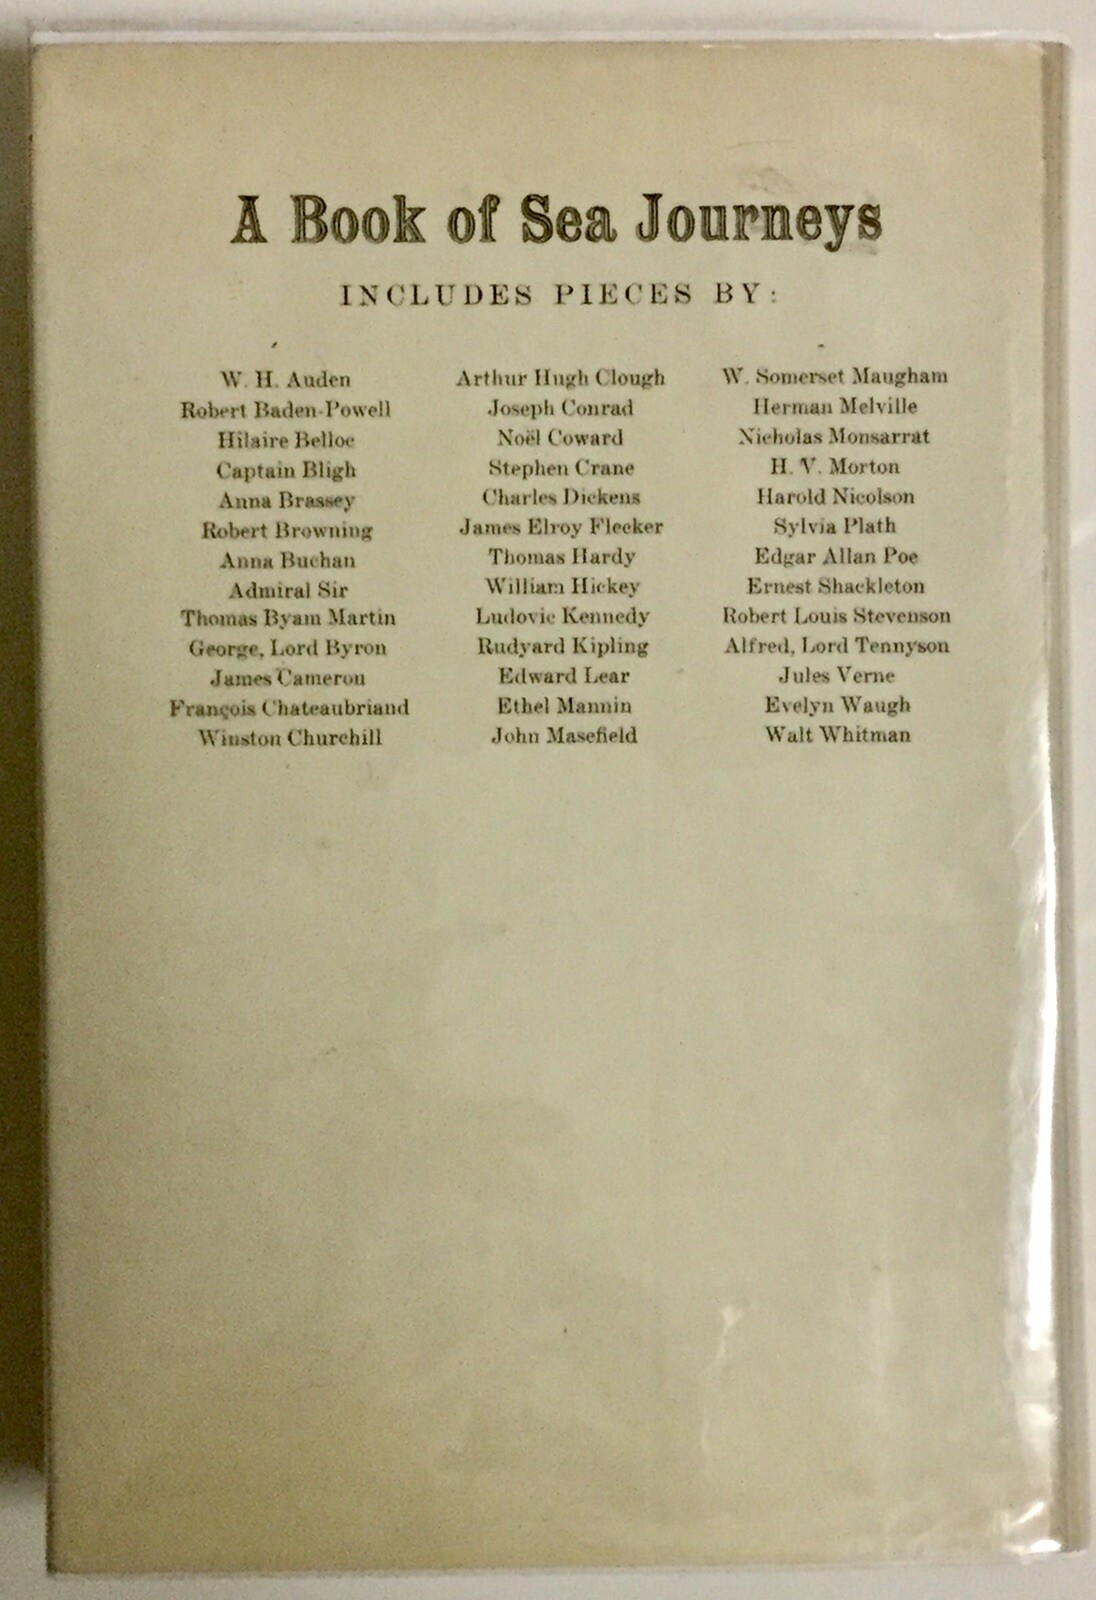 A Book of Sea Journeys
INCLUDES PIECES BY:
W. H. Auden
Robert Baden-Powell
Hilaire Belloc
Captain Bligh
Anna Brassey
Robert Browning
Anna Buchan
Admiral Sir
Thomas Byam Martin
George, Lord Byron
James Cameron
François Chateaubriand
Winston Churchill
Arthur Hugh Clough
Joseph Conrad
Noël Coward
Stephen Crane
Charles Dickens
James Elroy Flecker
Thomas Hardy
William Hickey
Ludovic Kennedy
Rudyard Kipling
Edward Lear
Ethel Mannin
John Masefield
W. Somerset Maugham
Herman Melville
Nicholas Monsarrat
H. V. Morton
Harold Nicolson
Sylvia Plath
Edgar Allan Poe
Ernest Shackleton
Robert Louis Stevenson
Alfred, Lord Tennyson
Jules Verne
Evelyn Waugh
Walt Whitman